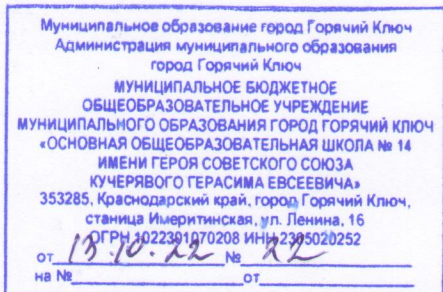 Муниципальное образование город Горячий Ключ
Администрация муниципального образования
город Горячий Ключ
МУНИЦИПАЛЬНОЕ БЮДЖЕТНОЕ
ОБЩЕОБРАЗОВАТЕЛЬНОЕ УЧРЕЖДЕНИЕ
МУНИЦИПАЛЬНОГО ОБРАЗОВАНИЯ ГОРОД ГОРЯЧИЙ КЛЮЧ
«ОСНОВНАЯ ОБЩЕОБРАЗОВАТЕЛЬНАЯ ШКОЛА № 14
ИМЕНИ ГЕРОЯ СОВЕТСКОГО СОЮЗА
КУЧЕРЯВОГО ГЕРАСИМА ЕВСЕЕВИЧА»
353285, Краснодарский край, город Горячий Ключ,
станица Имеритинская, ул. Ленина, 16
ОГРН 1022301070208 ИНН 2305020252
от 13.10.22 № 22
на № от